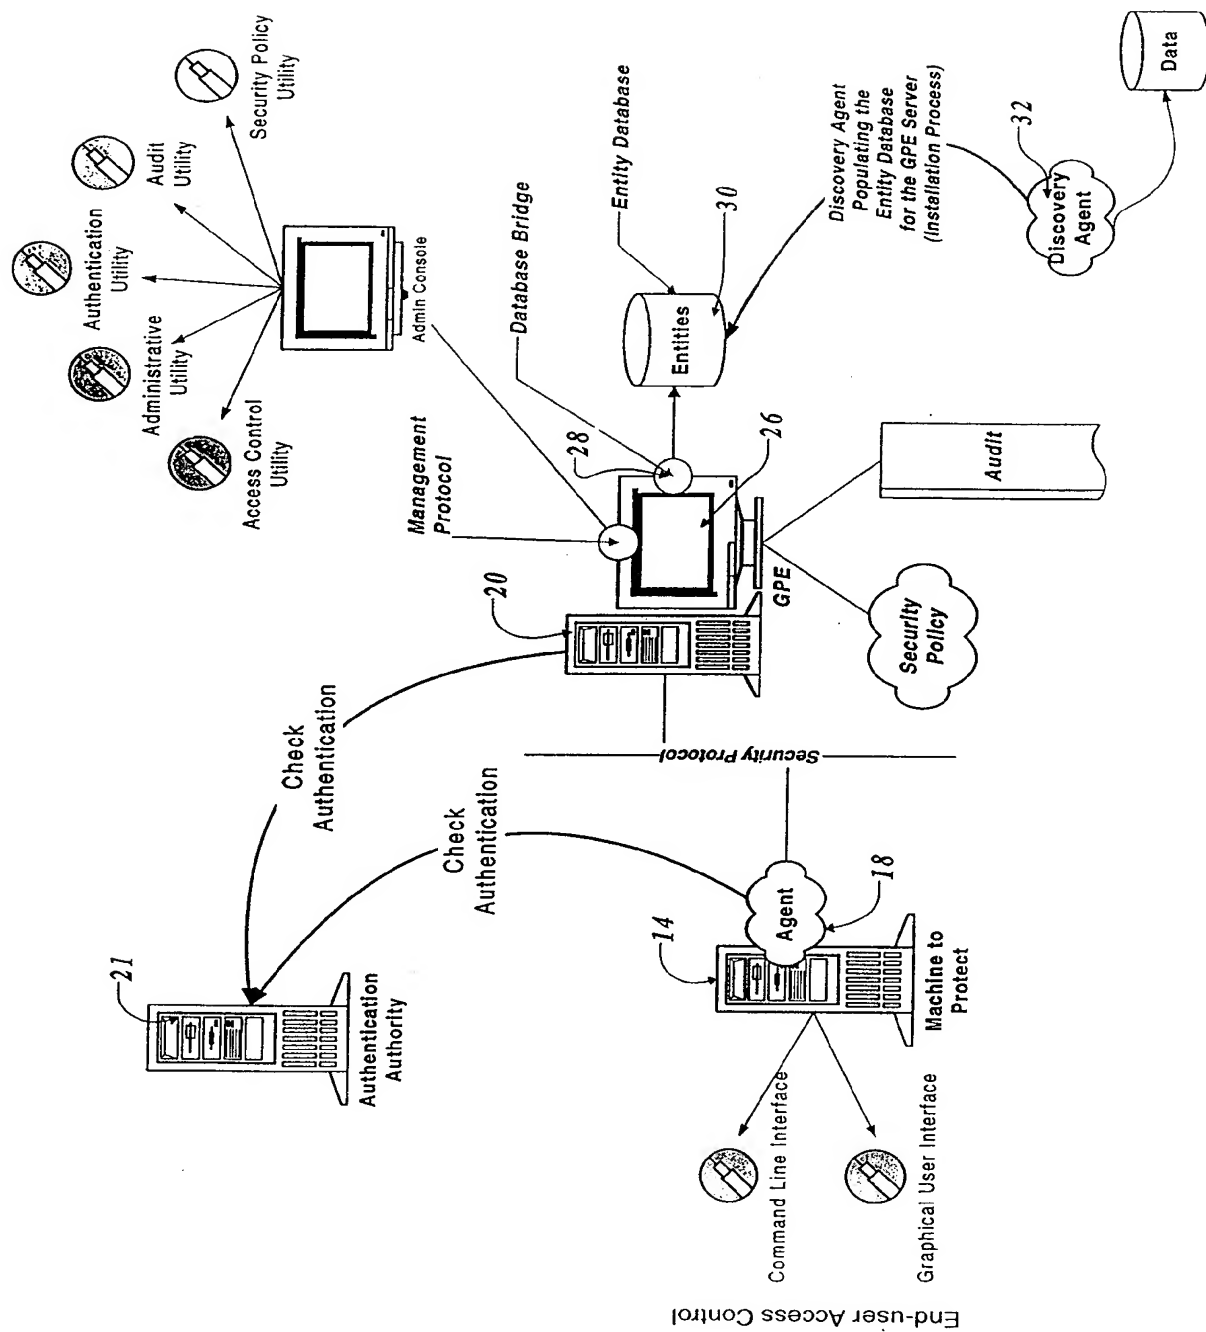 Security Policy
Utility
Audit
Utility
Authentication
Utility
Administrative
Utility
Access Control
Utility
Admin Console
Management
Protocol
Database Bridge
Entity Database
28
30
Entities
26
20
GPE
Discovery Agent
Populating the
Entity Database
for the GPE Server
(Installation Process)
32
Discovery
Agent
Data
Audit
Security
Policy
Check
Authentication
Security Protocol
Check
Authentication
21
Authentication
Authority
14
Agent
18
Machine to
Protect
Command Line Interface
Graphical User Interface
End-user Access Control